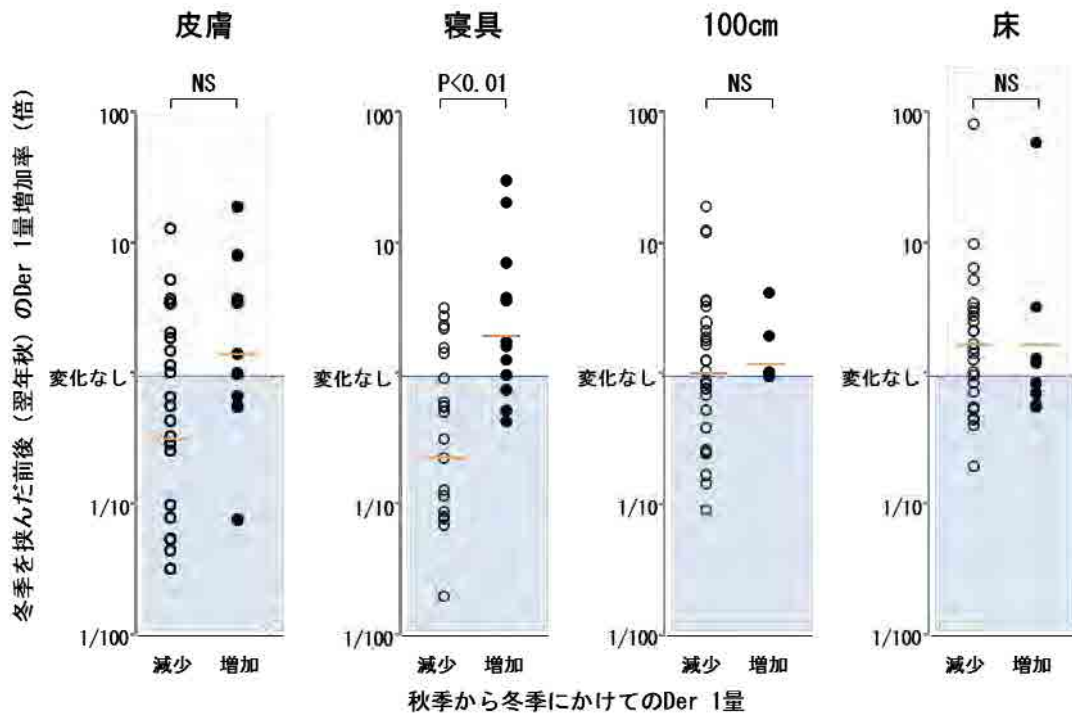 皮膚 寝具 100cm 床
NS P<0.01 NS NS
冬季を挟んだ前後（翌年秋）のDer 1量増加率（倍）
100 100 100 100
10 10 10 10
変化なし 変化なし 変化なし 変化なし
1/10 1/10 1/10 1/10
1/100 1/100 1/100 1/100
減少 増加 減少 増加 減少 増加 減少 増加
秋季から冬季にかけてのDer 1量